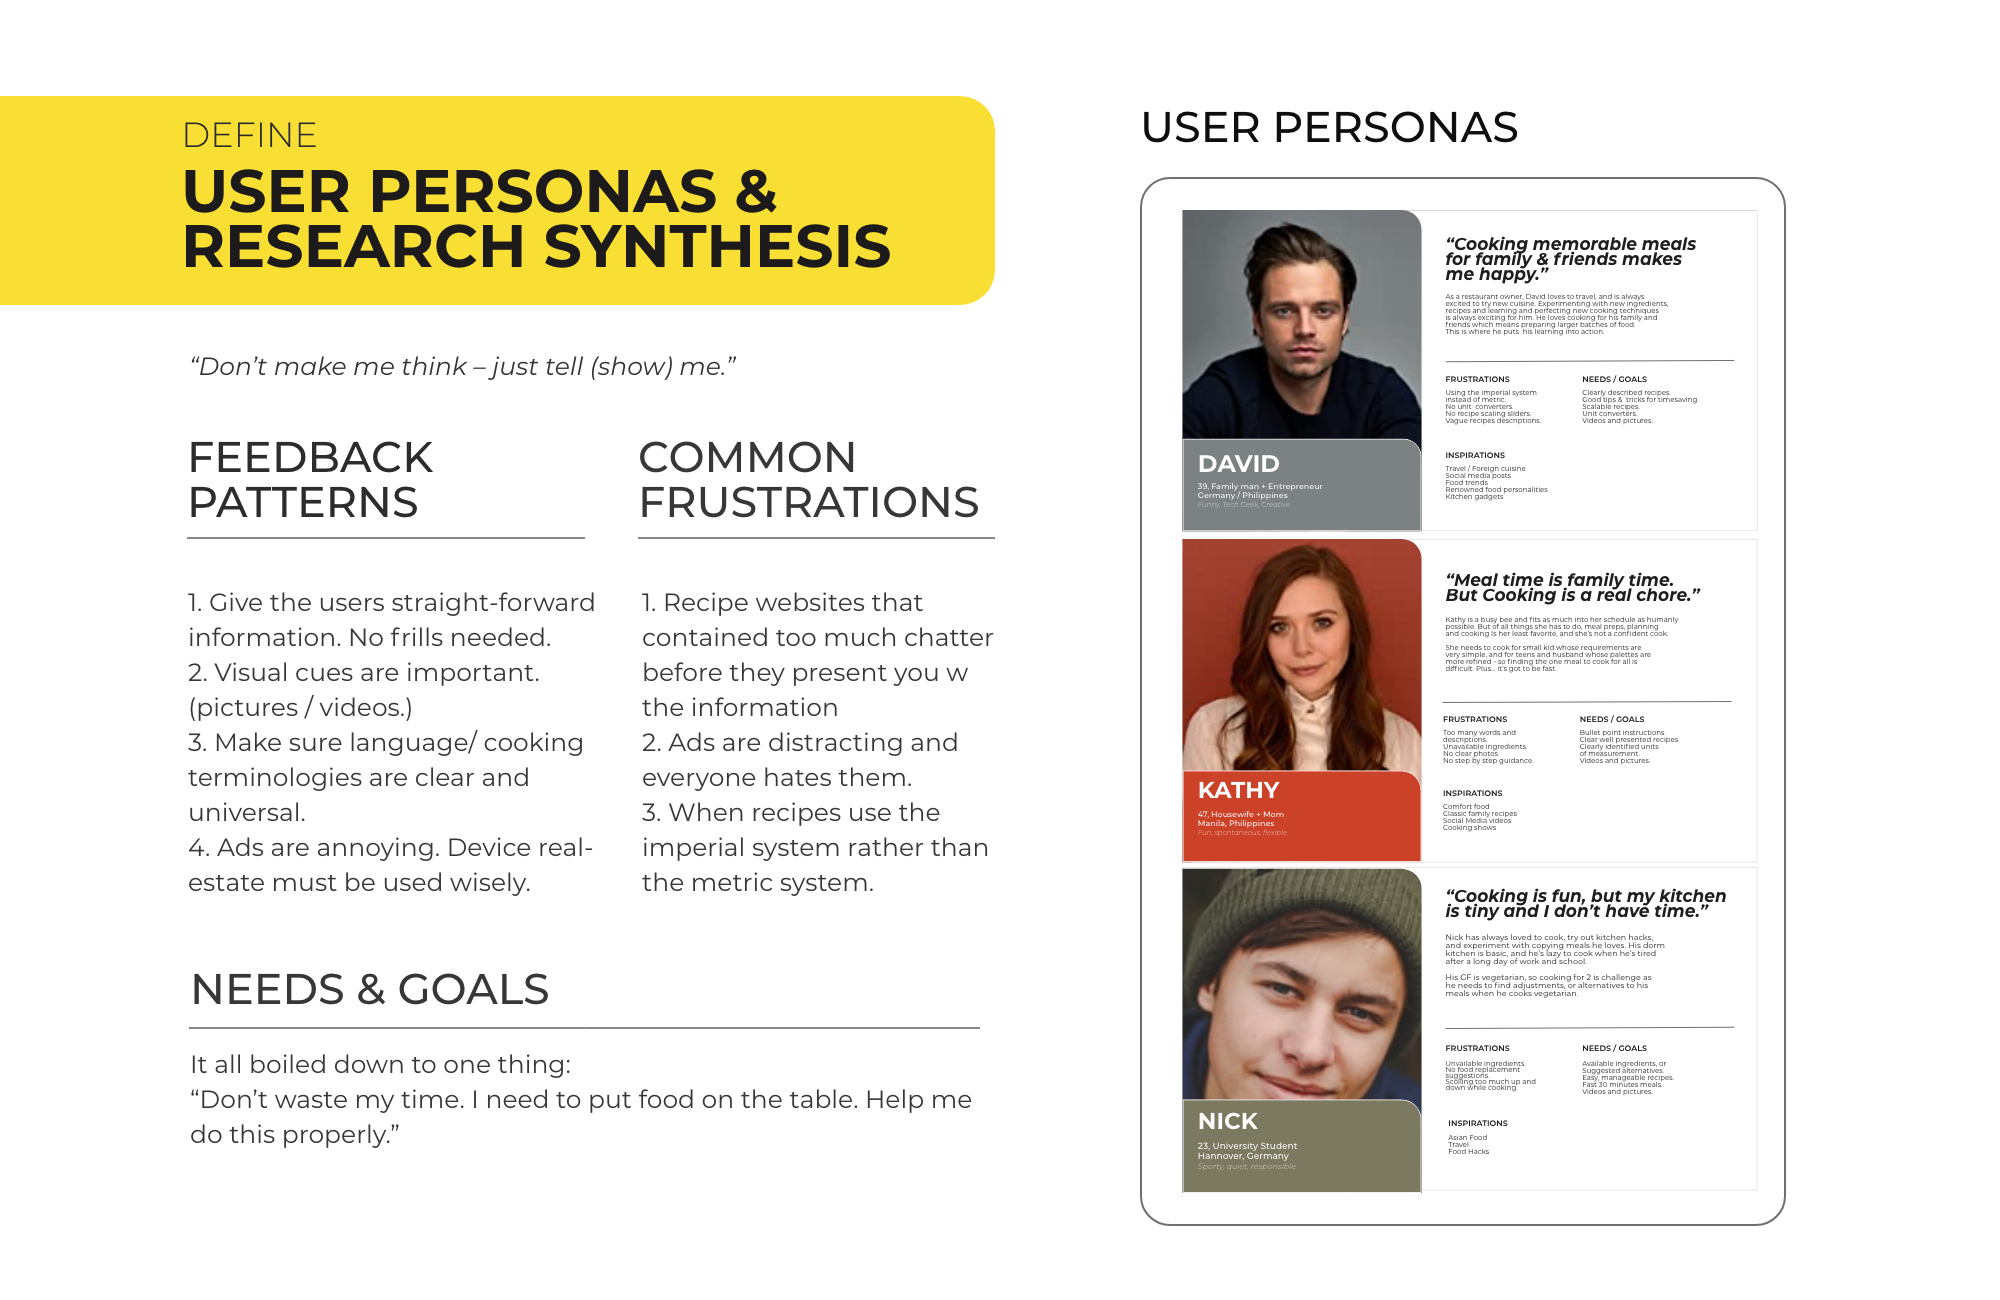 DEFINE
USER PERSONAS &
RESEARCH SYNTHESIS
“Don’t make me think – just tell (show) me.”
FEEDBACK
PATTERNS
1. Give the users straight-forward
information. No frills needed.
2. Visual cues are important.
(pictures / videos.)
3. Make sure language/ cooking
terminologies are clear and
universal.
4. Ads are annoying. Device real-
estate must be used wisely.
COMMON
FRUSTRATIONS
1. Recipe websites that
contained too much chatter
before they present you w
the information
2. Ads are distracting and
everyone hates them.
3. When recipes use the
imperial system rather than
the metric system.
NEEDS & GOALS
It all boiled down to one thing:
“Don’t waste my time. I need to put food on the table. Help me
do this properly.”
USER PERSONAS
DAVID
39, Family man + Entrepreneur
Germany / Philippines
Funny, Tech Geek, Creative
“Cooking memorable meals
for family & friends makes
me happy.”
As a restaurant owner, David loves to travel, and is always
excited to try new cuisine. Experimenting with new ingredients,
recipes and learning and perfecting new cooking techniques
is always exciting for him. He loves cooking for his family and
friends which means preparing larger batches of food.
This is where he puts his learning into action.
FRUSTRATIONS
Using the imperial system
instead of metric.
No unit converters.
No recipe scaling sliders.
Vague recipes descriptions.
NEEDS / GOALS
Clearly described recipes.
Good tips & tricks for timesaving.
Scalable recipes.
Unit converters.
Videos and pictures.
INSPIRATIONS
Travel / Foreign cuisine
Social media posts
Food trends
Renowned food personalities
Kitchen gadgets
KATHY
47, Housewife + Mom
Manila, Philippines
Fun, spontaneous, flexible
“Meal time is family time.
But Cooking is a real chore.”
Kathy is a busy bee and fits as much into her schedule as humanly
possible. But of all things she has to do, meal preps, planning
and cooking is her least favorite, and she’s not a confident cook.
She needs to cook for small kid whose requirements are
very simple, and for teens and husband whose palettes are
more refined - so finding the one meal to cook for all is
difficult. Plus... it’s got to be fast.
FRUSTRATIONS
Too many words and
descriptions.
Unavailable ingredients.
No clear photos.
No step by step guidance.
NEEDS / GOALS
Bullet point instructions.
Clear well presented recipes.
Clearly identified units
of measurement.
Videos and pictures.
INSPIRATIONS
Comfort food
Classic family recipes
Social Media videos
Cooking shows
NICK
23, University Student
Hannover, Germany
Sporty, quiet, responsible
“Cooking is fun, but my kitchen
is tiny and I don’t have time.”
Nick has always loved to cook, try out kitchen hacks,
and experiment with copying meals he loves. His dorm
kitchen is basic, and he’s lazy to cook when he’s tired
after a long day of work and school.
His GF is vegetarian, so cooking for 2 is challenge as
he needs to find adjustments, or alternatives to his
meals when he cooks vegetarian.
FRUSTRATIONS
Unvailable ingredients.
No food replacement
suggestions.
Scolling too much up and
down while cooking.
NEEDS / GOALS
Available ingredients, or
Suggested alternatives.
Easy, manageable recipes.
Fast 30 minutes meals.
Videos and pictures.
INSPIRATIONS
Asian Food
Travel
Food Hacks